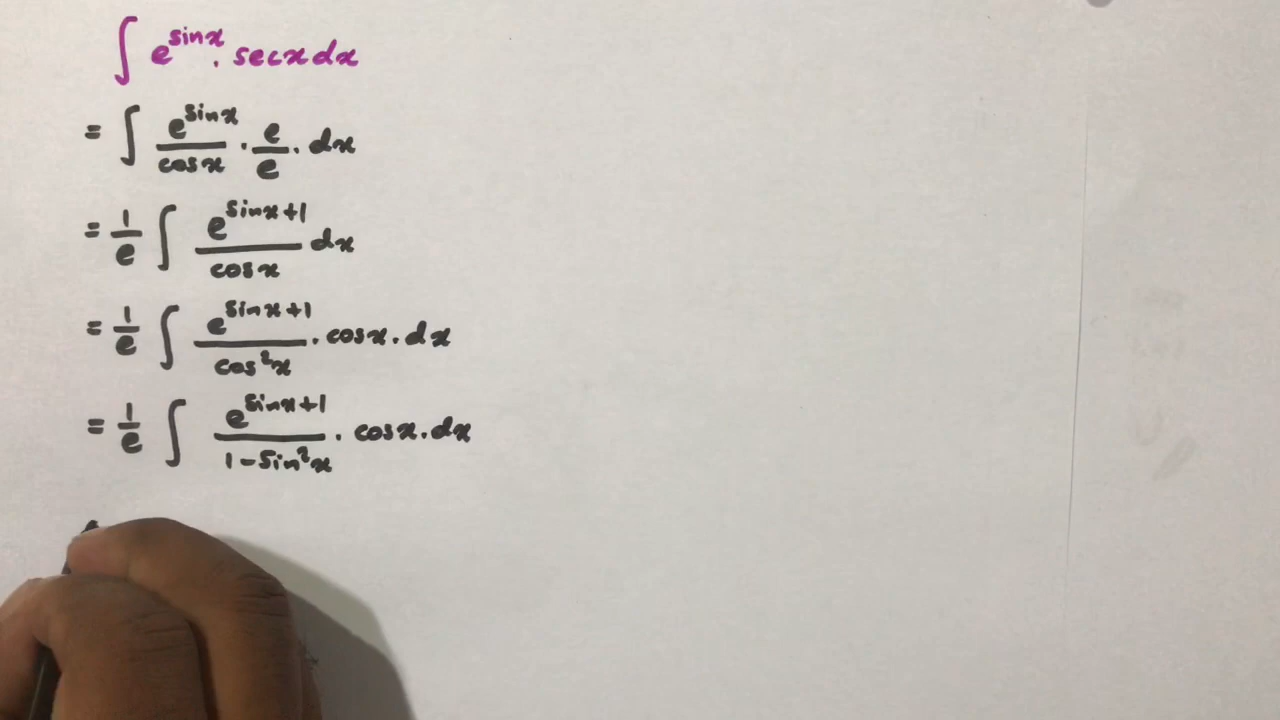 ∫ e^sinx . secx dx
= ∫ e^sinx/cosx . e/e . dx
= 1/e ∫ e^sinx+1/cosx dx
= 1/e ∫ e^sinx+1/cos²x . cosx . dx
= 1/e ∫ e^sinx+1/1-sin²x . cosx . dx